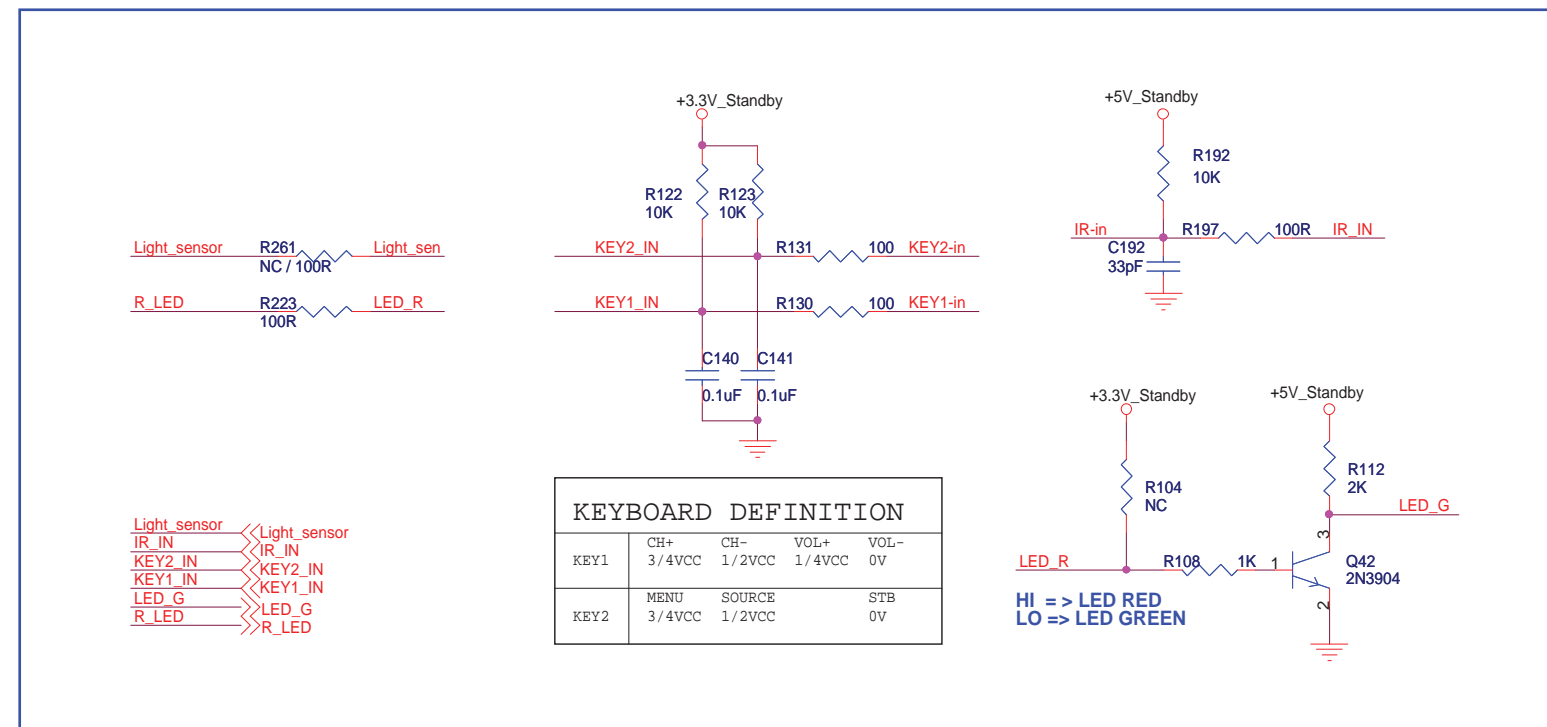 +3.3V_Standby
R122
10K
R123
10K
KEY2_IN
R131
100
KEY2-in
KEY1_IN
R130
100
KEY1-in
C140
0.1uF
C141
0.1uF
+5V_Standby
R192
10K
IR-in
R197
100R
IR_IN
C192
33pF
Light_sensor
R261
NC / 100R
Light_sen
R_LED
R223
100R
LED_R
+3.3V_Standby
R104
NC
+5V_Standby
R112
2K
LED_G
LED_R
R108
1K
1
3
2
Q42
2N3904
HI = > LED RED
LO => LED GREEN
KEYBOARD DEFINITION
CH+ CH- VOL+ VOL-
KEY1 3/4VCC 1/2VCC 1/4VCC 0V
MENU SOURCE STB
KEY2 3/4VCC 1/2VCC 0V
Light_sensor Light_sensor
IR_IN IR_IN
KEY2_IN KEY2_IN
KEY1_IN KEY1_IN
LED_G LED_G
R_LED R_LED